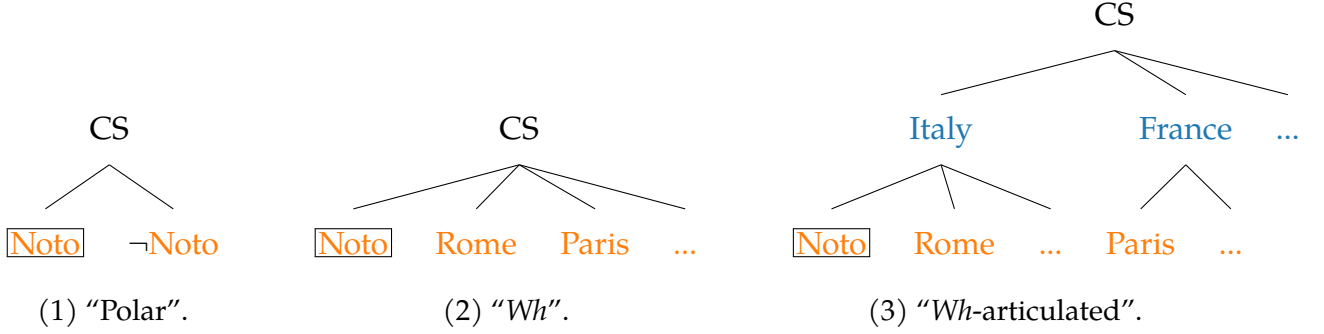 CS
CS CS Italy France ...
Noto ¬Noto Noto Rome Paris ... Noto Rome ... Paris ...
(1) “Polar”. (2) “Wh”. (3) “Wh-articulated”.